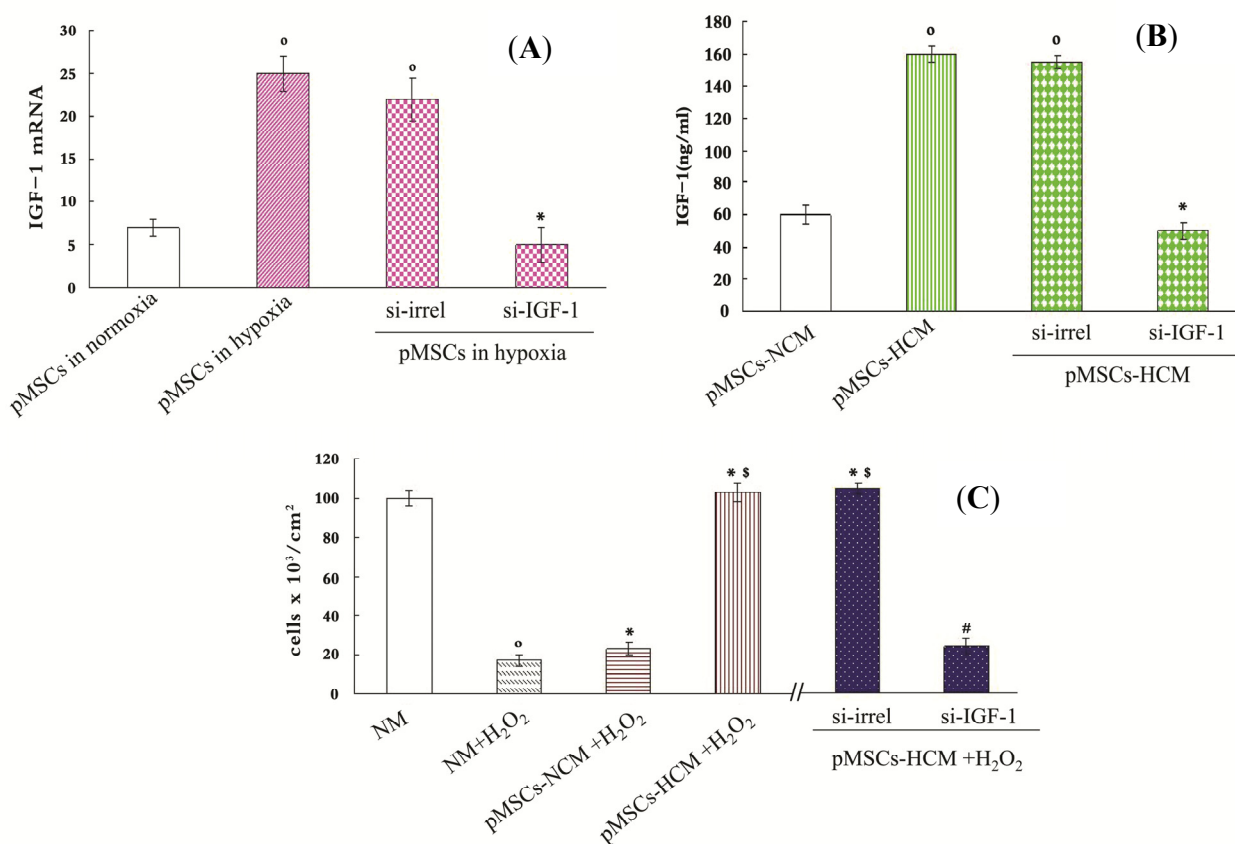 (A)
IGF-1 mRNA
30
25
20
15
10
5
0
o
o
*
pMSCs in normoxia
pMSCs in hypoxia
si-irrel
si-IGF-1
pMSCs in hypoxia
(B)
IGF-1(ng/ml)
180
160
140
120
100
80
60
40
20
0
o
o
*
pMSCs-NCM
pMSCs-HCM
si-irrel
si-IGF-1
pMSCs-HCM
(C)
cells x 10³/cm²
120
100
80
60
40
20
0
o
*
* $
* $
#
NM
NM+H₂O₂
pMSCs-NCM +H₂O₂
pMSCs-HCM +H₂O₂
//
si-irrel
si-IGF-1
pMSCs-HCM +H₂O₂